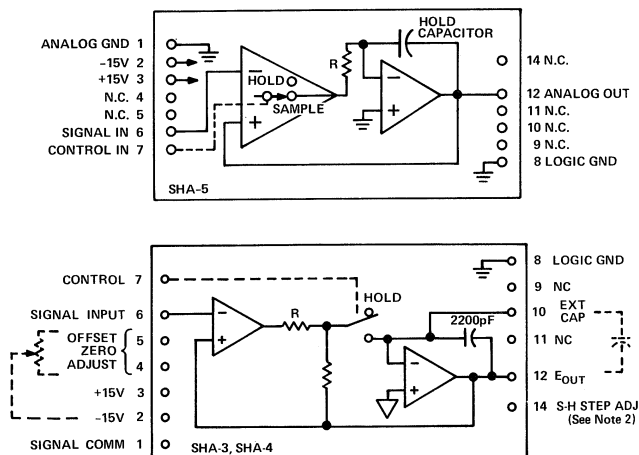 HOLD
CAPACITOR
ANALOG GND 1
-15V 2
+15V 3
N.C. 4
N.C. 5
SIGNAL IN 6
CONTROL IN 7
R
HOLD
SAMPLE
−
+
−
+
14 N.C.
12 ANALOG OUT
11 N.C.
10 N.C.
9 N.C.
8 LOGIC GND
SHA-5
CONTROL 7
SIGNAL INPUT 6
OFFSET 5
ZERO
ADJUST 4
+15V 3
-15V 2
SIGNAL COMM 1
−
+
R
HOLD
2200pF
−
+
8 LOGIC GND
9 NC
10 EXT
CAP
11 NC
12 EOUT
14 S-H STEP ADJ
(See Note 2)
SHA-3, SHA-4